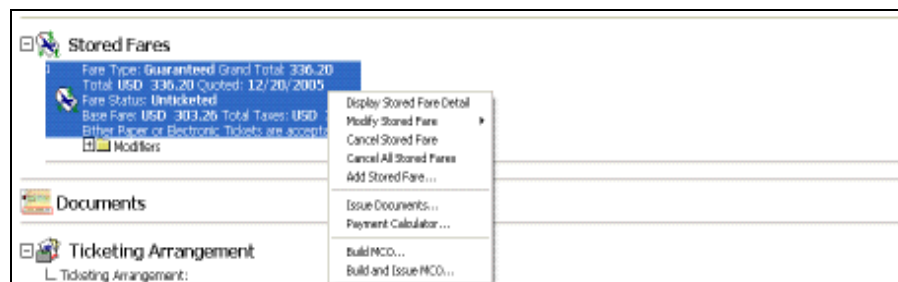 Stored Fares
1 Fare Type: Guaranteed Grand Total: 336.20
Total: USD 336.20 Quoted: 12/20/2005
Fare Status: Unticketed
Base Fare: USD 303.26 Total Taxes: USD
Either Paper or Electronic Tickets are accepta
Modifiers
Display Stored Fare Detail
Modify Stored Fare
Cancel Stored Fare
Cancel All Stored Fares
Add Stored Fare...
Issue Documents...
Payment Calculator...
Build MCO...
Build and Issue MCO...
Documents
Ticketing Arrangement
Ticketing Arrangement: